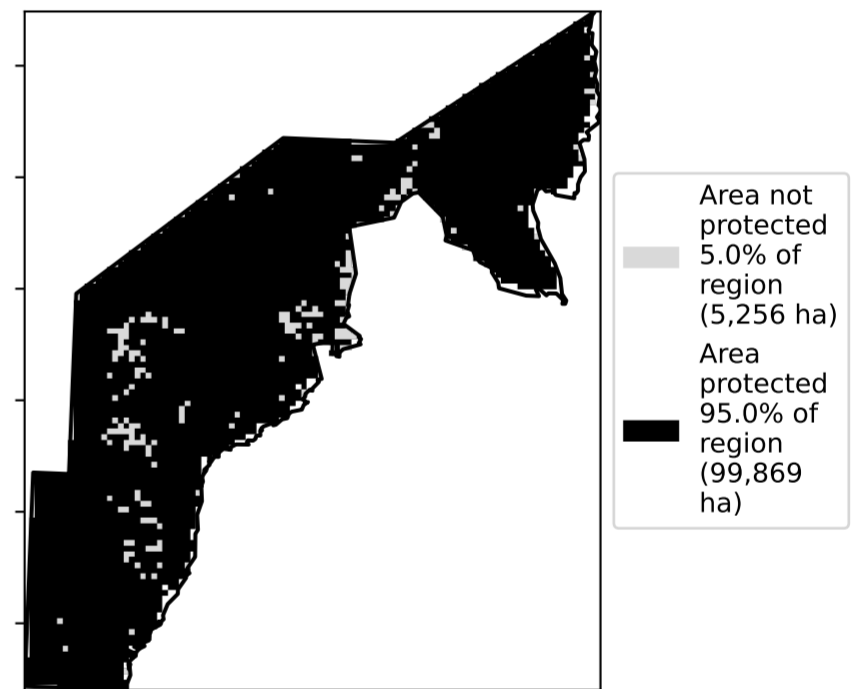 Area not
protected
5.0% of
region
(5,256 ha)
Area
protected
95.0% of
region
(99,869
ha)